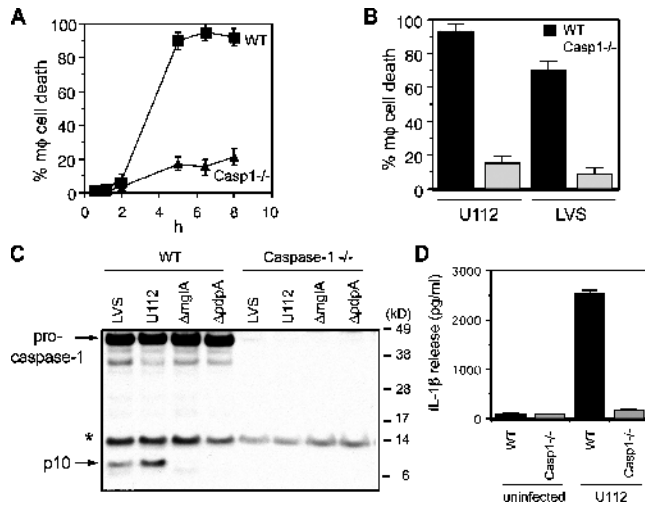 A
% mφ cell death
100
80
60
40
20
0
0
2
4
6
8
10
h
WT
Casp1-/-
B
% mφ cell death
100
80
60
40
20
0
WT
Casp1-/-
U112
LVS
C
WT
Caspase-1 -/-
LVS
U112
ΔmglA
ΔpdpA
LVS
U112
ΔmglA
ΔpdpA
(kD)
pro-
caspase-1
*
p10
49
38
28
17
14
6
D
IL-1β release (pg/ml)
3000
2000
1000
0
WT
Casp1-/-
WT
Casp1-/-
uninfected
U112